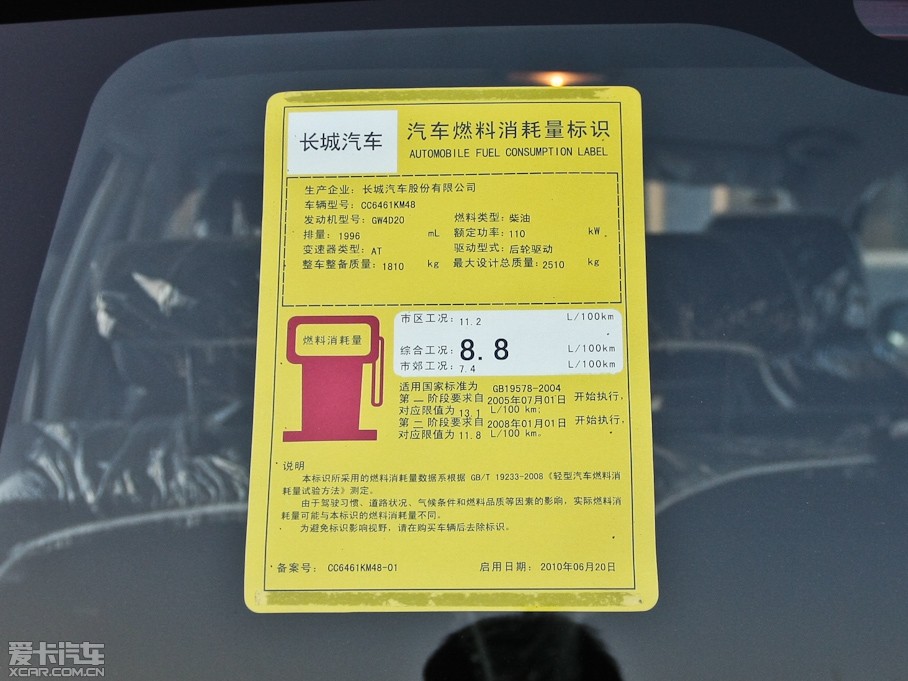 长城汽车
汽车燃料消耗量标识
AUTOMOBILE FUEL CONSUMPTION LABEL
生产企业: 长城汽车股份有限公司
车辆型号: CC6461KM48
发动机型号: GW4D20 燃料类型: 柴油
排量: 1996 mL 额定功率: 110 kW
变速器类型: AT 驱动型式: 后轮驱动
整车整备质量: 1810 kg 最大设计总质量: 2510 kg
燃料消耗量
市区工况: 11.2 L/100km
综合工况: 8.8 L/100km
市郊工况: 7.4 L/100km
适用国家标准为 GB19578-2004
第一阶段要求自 2005年07月01日 开始执行,
对应限值为 13.1 L/100 km;
第二阶段要求自 2008年01月01日 开始执行,
对应限值为 11.8 L/100 km。
说明
本标识所采用的燃料消耗量数据系根据 GB/T 19233-2008《轻型汽车燃料消
耗量试验方法》测定。
由于驾驶习惯、道路状况、气候条件和燃料品质等因素的影响, 实际燃料消
耗量可能与本标识的燃料消耗量不同。
为避免标识影响视野, 请在购买车辆后去除标识。
备案号: CC6461KM48-01 启用日期: 2010年06月20日
爱卡汽车
XCAR.COM.CN